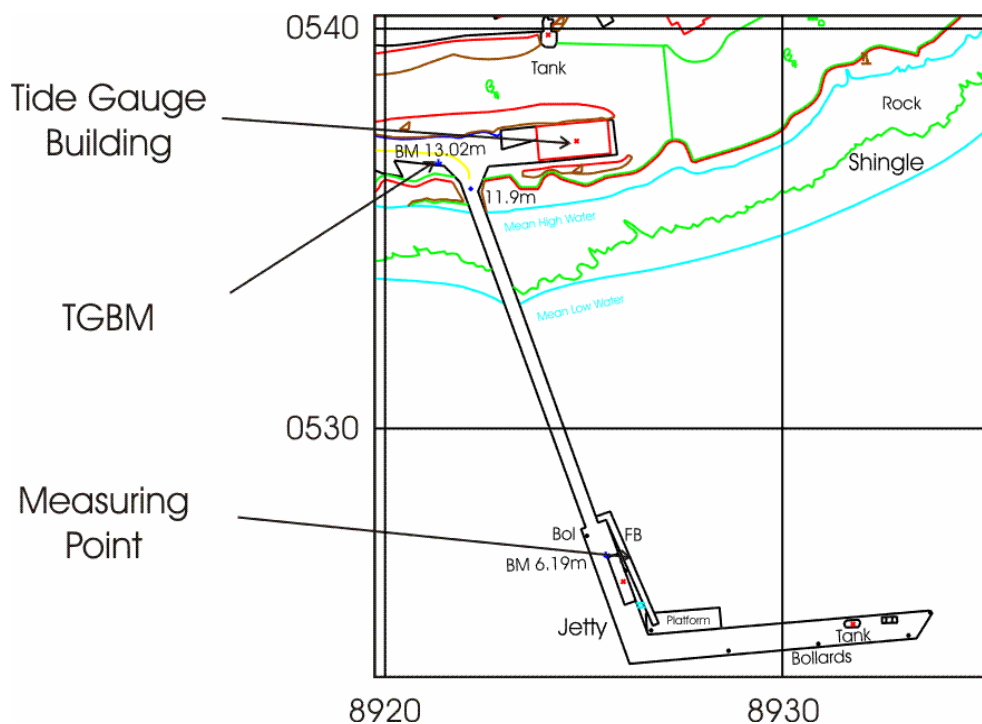 0540
Tank
Tide Gauge
Building
Rock
BM 13.02m
Shingle
11.9m
Mean High Water
TGBM
Mean Low Water
0530
Measuring
Point
Bol
FB
BM 6.19m
Jetty
Platform
Tank
Bollards
8920
8930